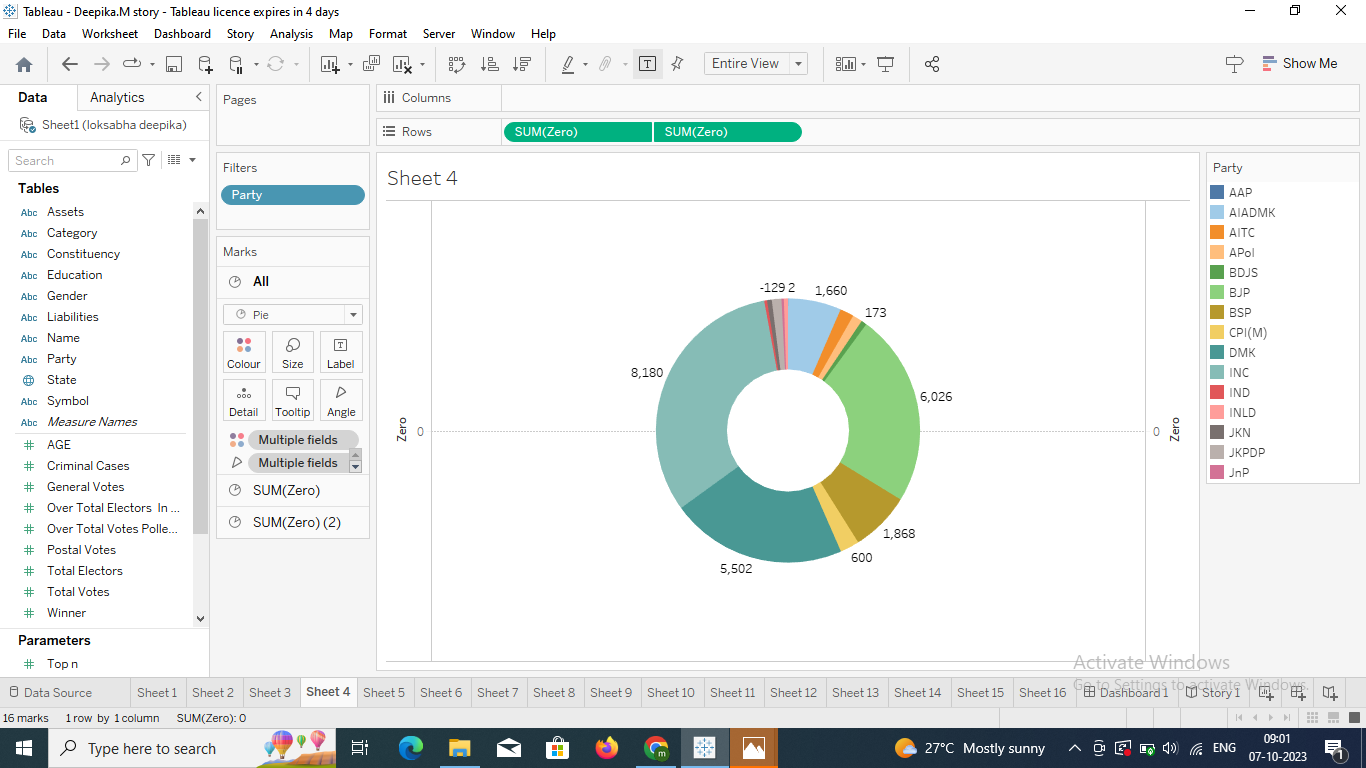 Tableau - Deepika.M story - Tableau licence expires in 4 days
File Data Worksheet Dashboard Story Analysis Map Format Server Window Help
Entire View
Show Me
Data Analytics
Sheet1 (loksabha deepika)
Search
Tables
Abc Assets
Abc Category
Abc Constituency
Abc Education
Abc Gender
Abc Liabilities
Abc Name
Abc Party
State
Abc Symbol
Abc Measure Names
# AGE
# Criminal Cases
# General Votes
# Over Total Electors In ...
# Over Total Votes Polle...
# Postal Votes
# Total Electors
# Total Votes
# Winner
Parameters
# Top n
Pages
Filters
Party
Marks
All
Pie
Colour Size Label
Detail Tooltip Angle
Multiple fields
Multiple fields
SUM(Zero)
SUM(Zero) (2)
Columns
Rows SUM(Zero) SUM(Zero)
Sheet 4
-129 2 1,660
173
8,180
6,026
Zero 0 0 Zero
1,868
600
5,502
Party
AAP
AIADMK
AITC
APol
BDJS
BJP
BSP
CPI(M)
DMK
INC
IND
INLD
JKN
JKPDP
JnP
Activate Windows
Go to Settings to activate Windows.
Data Source Sheet 1 Sheet 2 Sheet 3 Sheet 4 Sheet 5 Sheet 6 Sheet 7 Sheet 8 Sheet 9 Sheet 10 Sheet 11 Sheet 12 Sheet 13 Sheet 14 Sheet 15 Sheet 16 Dashboard 1 Story 1
16 marks 1 row by 1 column SUM(Zero): 0
Type here to search
27°C Mostly sunny
ENG
09:01
07-10-2023
1